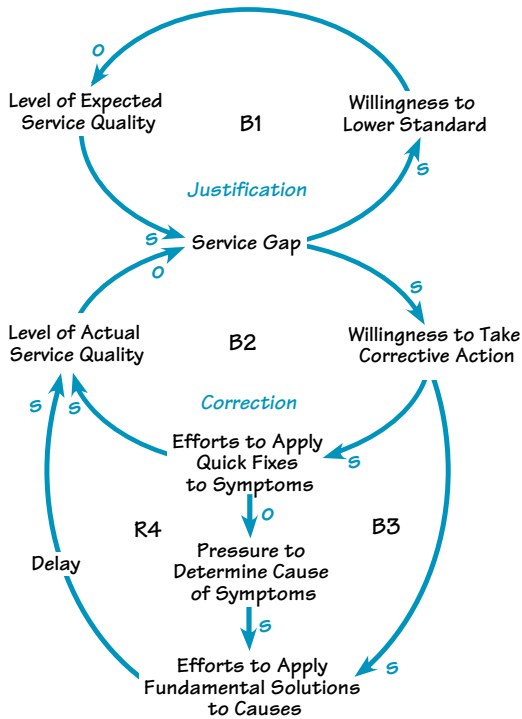 O
Level of Expected
Service Quality
B1
Willingness to
Lower Standard
S
Justification
S
Service Gap
O
S
Level of Actual
Service Quality
B2
Willingness to Take
Corrective Action
S
S
Correction
Efforts to Apply
Quick Fixes
to Symptoms
S
O
R4
B3
Pressure to
Determine Cause
of Symptoms
Delay
S
Efforts to Apply
Fundamental Solutions
to Causes
S